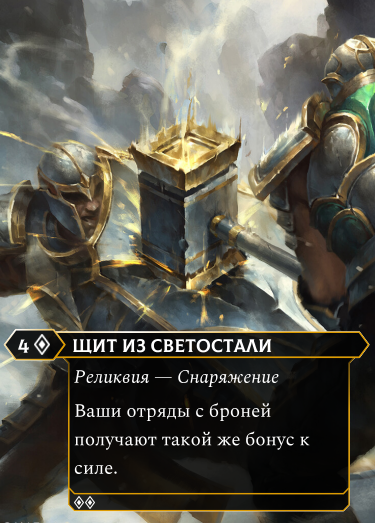 4 ЩИТ ИЗ СВЕТОСТАЛИ
Реликвия — Снаряжение
Ваши отряды с броней
получают такой же бонус к
силе.